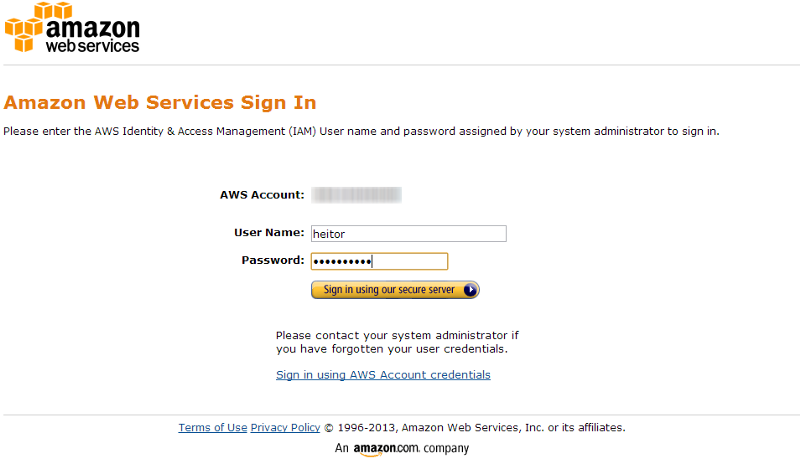 amazon
web services
Amazon Web Services Sign In
Please enter the AWS Identity & Access Management (IAM) User name and password assigned by your system administrator to sign in.
AWS Account:
User Name: heitor
Password: ••••••••••
Sign in using our secure server
Please contact your system administrator if
you have forgotten your user credentials.
Sign in using AWS Account credentials
Terms of Use Privacy Policy © 1996-2013, Amazon Web Services, Inc. or its affiliates.
An amazon.com. company